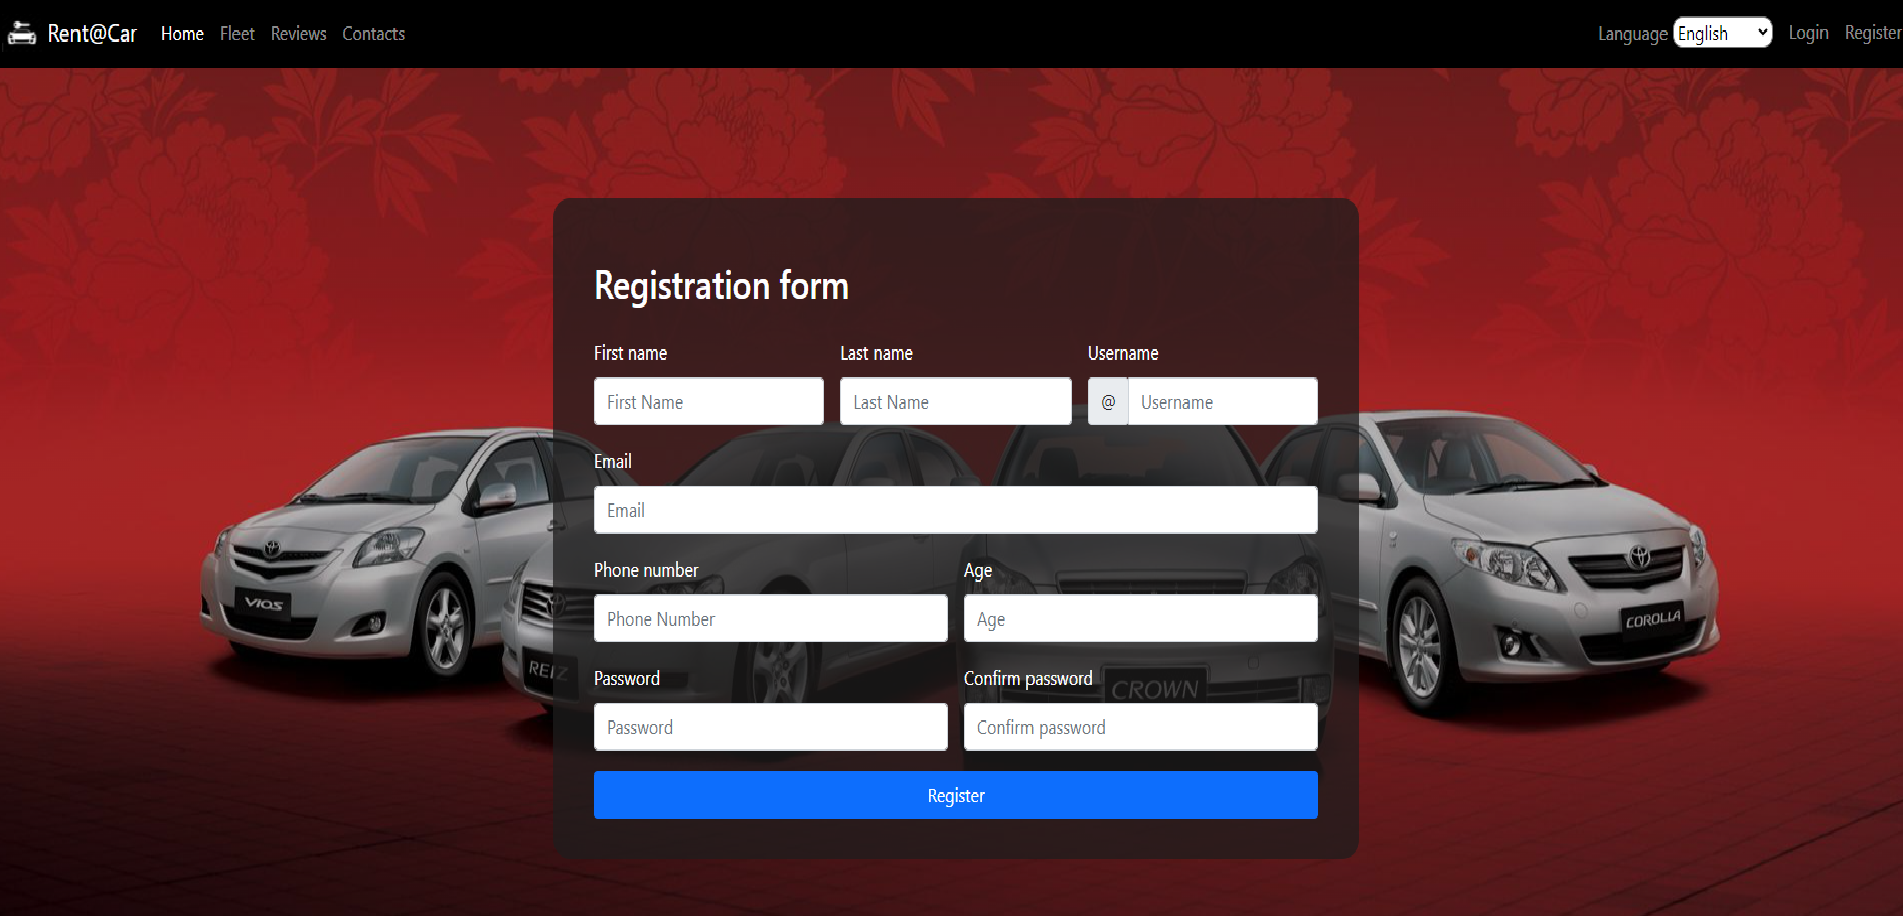 Rent@Car Home Fleet Reviews Contacts Language English Login Register
Registration form
First name Last name Username
First Name Last Name @ Username
Email
Email
Phone number Age
Phone Number Age
Password Confirm password
Password Confirm password
Register
VIOS
REIZ
CROWN
COROLLA